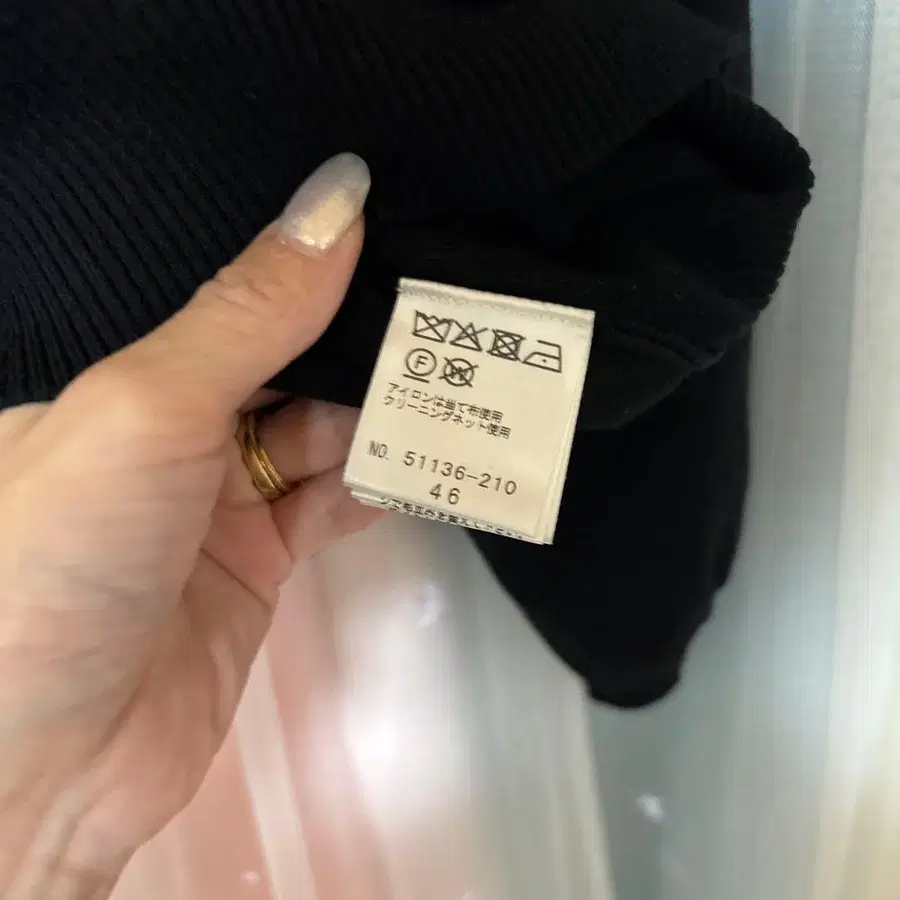 F W
アイロンは当て布使用
クリーニングネット使用
NO. 51136-210
46